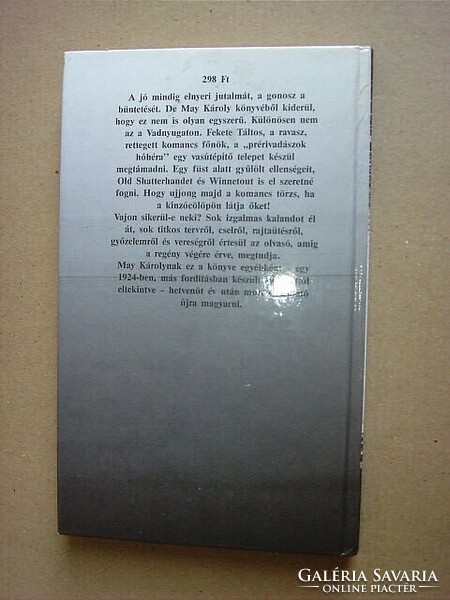 298 Ft
A jó mindig elnyeri jutalmát, a gonosz a
büntetését. De May Károly könyvéből kiderül,
hogy ez nem is olyan egyszerű. Különösen nem
az a Vadnyugaton. Fekete Táltos, a ravasz,
rettegett komancs főnök, a „prérivadászok
hóhéra” egy vasútépítő telepet készül
megtámadni. Egy füst alatt gyűlölt ellenségeit,
Old Shatterhandet és Winnetout is el szeretné
fogni. Hogy ujjong majd a komancs törzs, ha
a kínzócölöpön látja őket!
Vajon sikerül-e neki? Sok izgalmas kalandot él
át, sok titkos tervről, cselről, rajtaütésről,
győzelemről és vereségről értesül az olvasó, amíg
a regény végére érve, megtudja.
May Károlynak ez a könyve egy
1924-ben, más fordításban
eltekintve – hetvenöt év után
újra magyarul.
GALÉRIA SAVARIA
ONLINE PIACTÉR